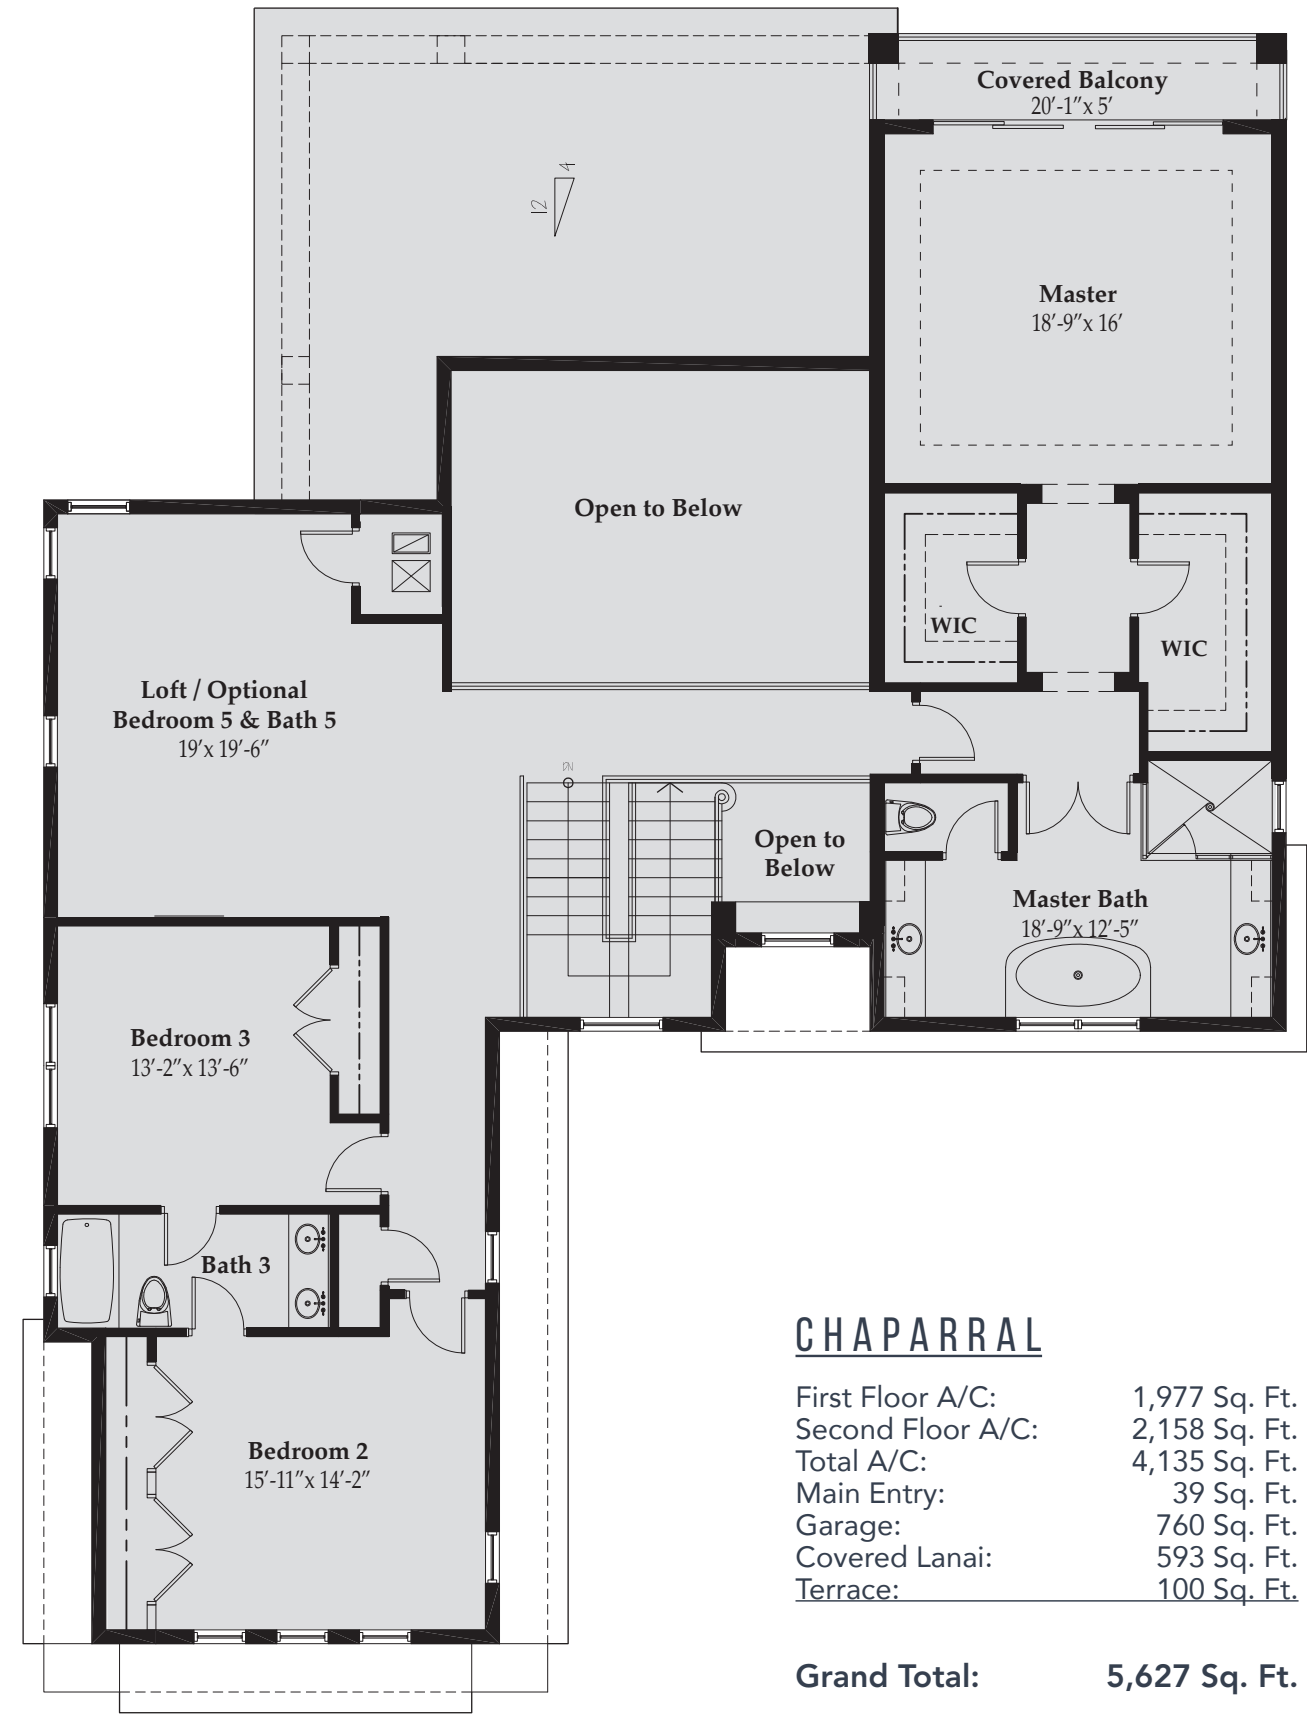 Covered Balcony
20'-1"x 5'
4
12
Master
18'-9"x 16'
Open to Below
WIC
WIC
Loft / Optional
Bedroom 5 & Bath 5
19'x 19'-6"
DN
Open to
Below
Master Bath
18'-9"x 12'-5"
Bedroom 3
13'-2"x 13'-6"
Bath 3
Bedroom 2
15'-11"x 14'-2"
CHAPARRAL
First Floor A/C: 1,977 Sq. Ft.
Second Floor A/C: 2,158 Sq. Ft.
Total A/C: 4,135 Sq. Ft.
Main Entry: 39 Sq. Ft.
Garage: 760 Sq. Ft.
Covered Lanai: 593 Sq. Ft.
Terrace: 100 Sq. Ft.
Grand Total: 5,627 Sq. Ft.